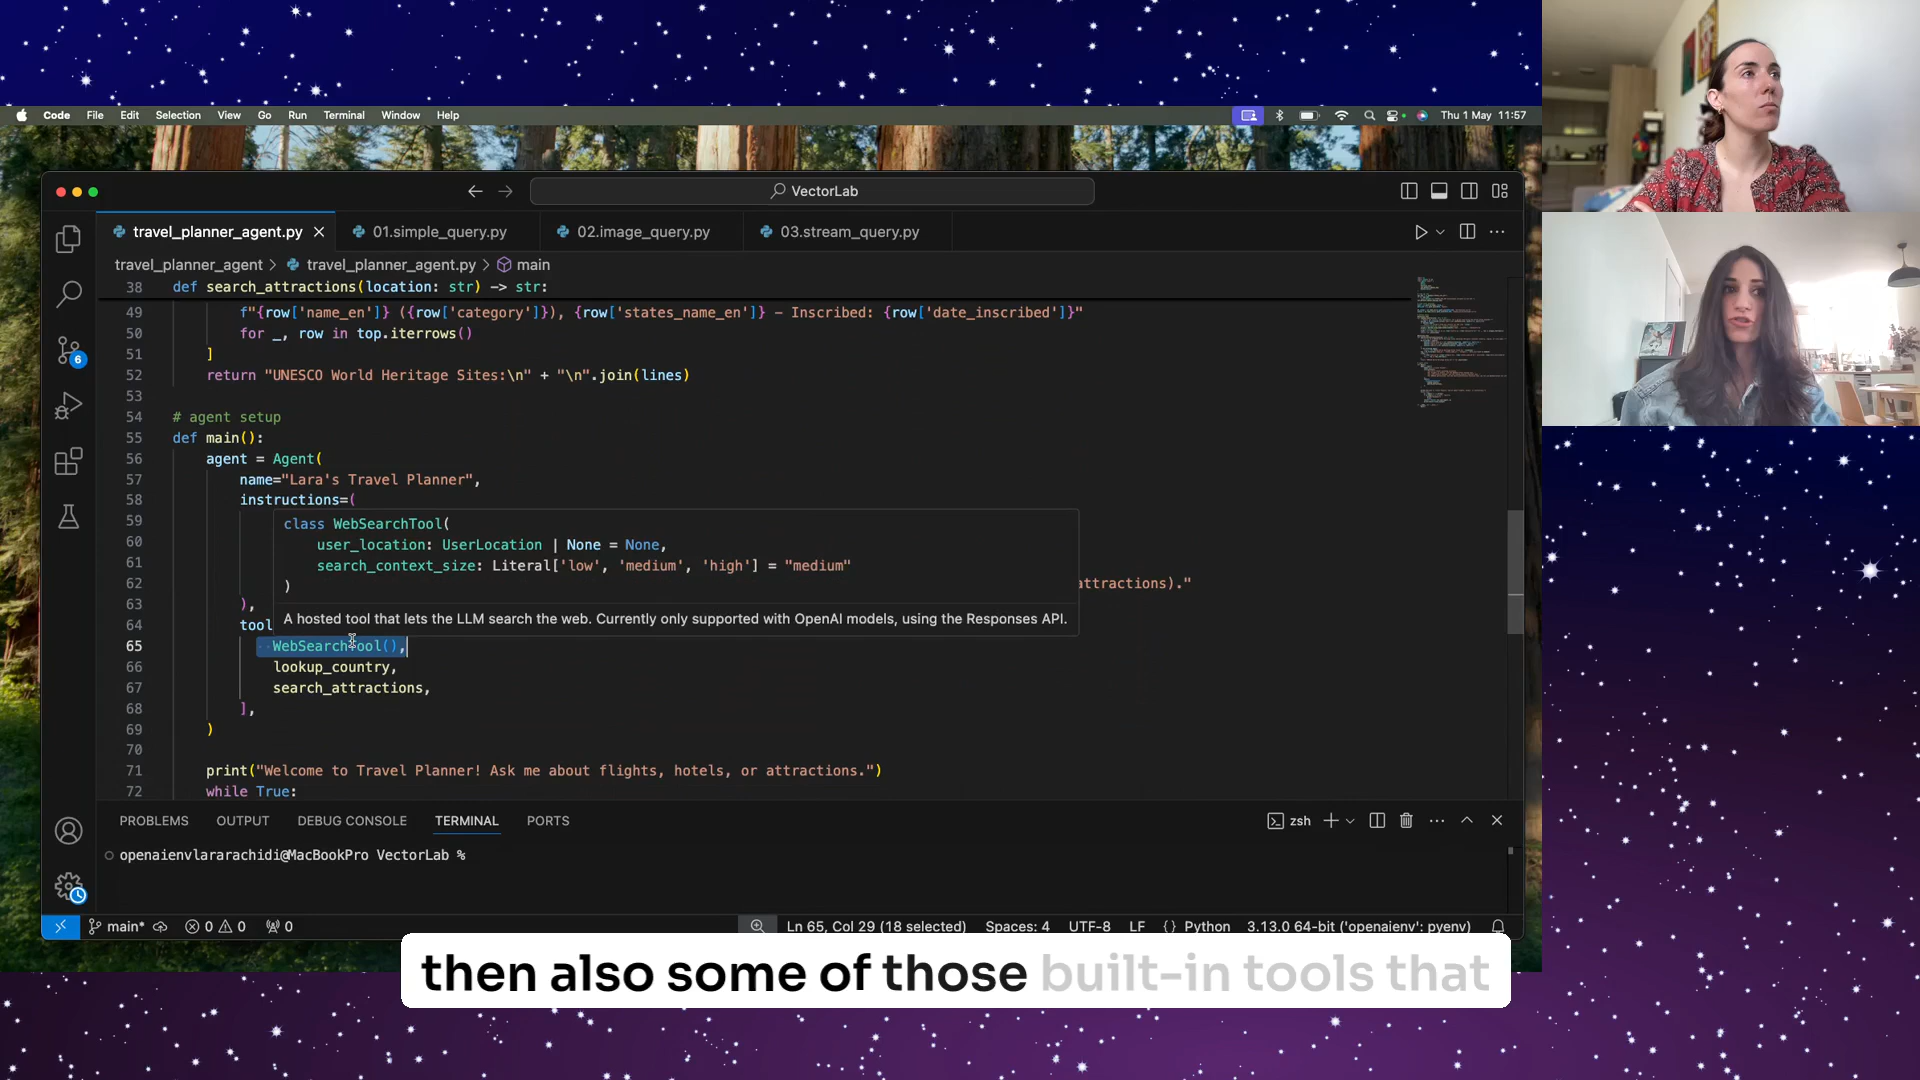 Code File Edit Selection View Go Run Terminal Window Help Thu 1 May 11:57
VectorLab
travel_planner_agent.py 01.simple_query.py 02.image_query.py 03.stream_query.py
travel_planner_agent > travel_planner_agent.py > main
38 def search_attractions(location: str) -> str:
49 f"{row['name_en']} ({row['category']}), {row['states_name_en']} – Inscribed: {row['date_inscribed']}"
50 for _, row in top.iterrows()
51 ]
52 return "UNESCO World Heritage Sites:\n" + "\n".join(lines)
53
54 # agent setup
55 def main():
56 agent = Agent(
57 name="Lara's Travel Planner",
58 instructions=(
59
class WebSearchTool(
60 user_location: UserLocation | None = None,
61 search_context_size: Literal['low', 'medium', 'high'] = "medium"
62 ) attractions)."
63 ),
A hosted tool that lets the LLM search the web. Currently only supported with OpenAI models, using the Responses API.
64 tool
65 WebSearchTool(),
66 lookup_country,
67 search_attractions,
68 ],
69 )
70
71 print("Welcome to Travel Planner! Ask me about flights, hotels, or attractions.")
72 while True:
6
PROBLEMS OUTPUT DEBUG CONSOLE TERMINAL PORTS zsh
openaienvlararachidi@MacBookPro VectorLab %
main* 0 0 0 Ln 65, Col 29 (18 selected) Spaces: 4 UTF-8 LF {} Python 3.13.0 64-bit ('openaienv': pyenv)
then also some of those built-in tools that